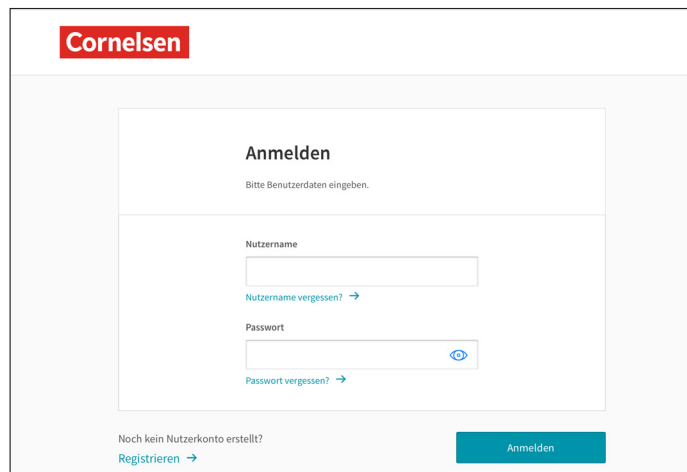 Cornelsen
Anmelden
Bitte Benutzerdaten eingeben.
Nutzername
Nutzername vergessen?
Passwort
Passwort vergessen?
Noch kein Nutzerkonto erstellt?
Registrieren
Anmelden